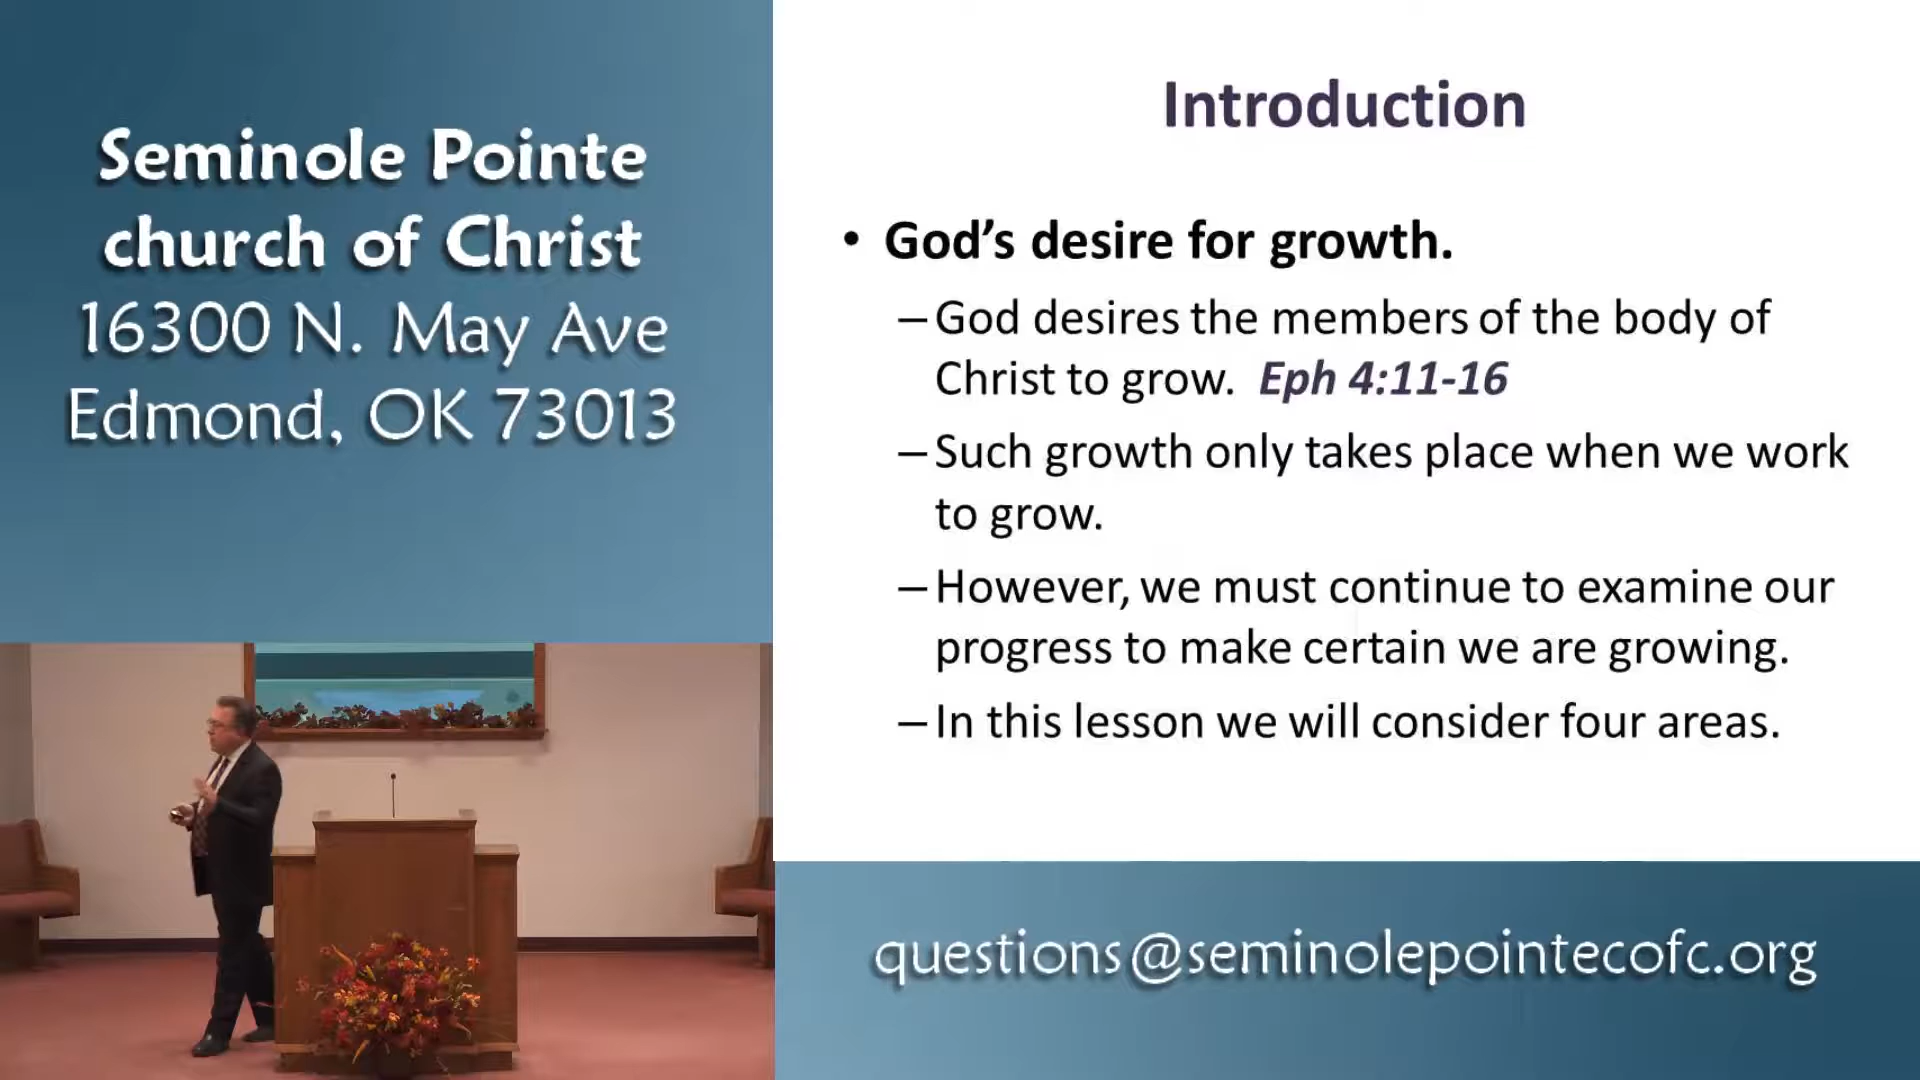 Seminole Pointe
church of Christ
16300 N. May Ave
Edmond, OK 73013
Introduction
• God’s desire for growth.
– God desires the members of the body of
Christ to grow. Eph 4:11-16
– Such growth only takes place when we work
to grow.
– However, we must continue to examine our
progress to make certain we are growing.
– In this lesson we will consider four areas.
questions@seminolepointecofc.org